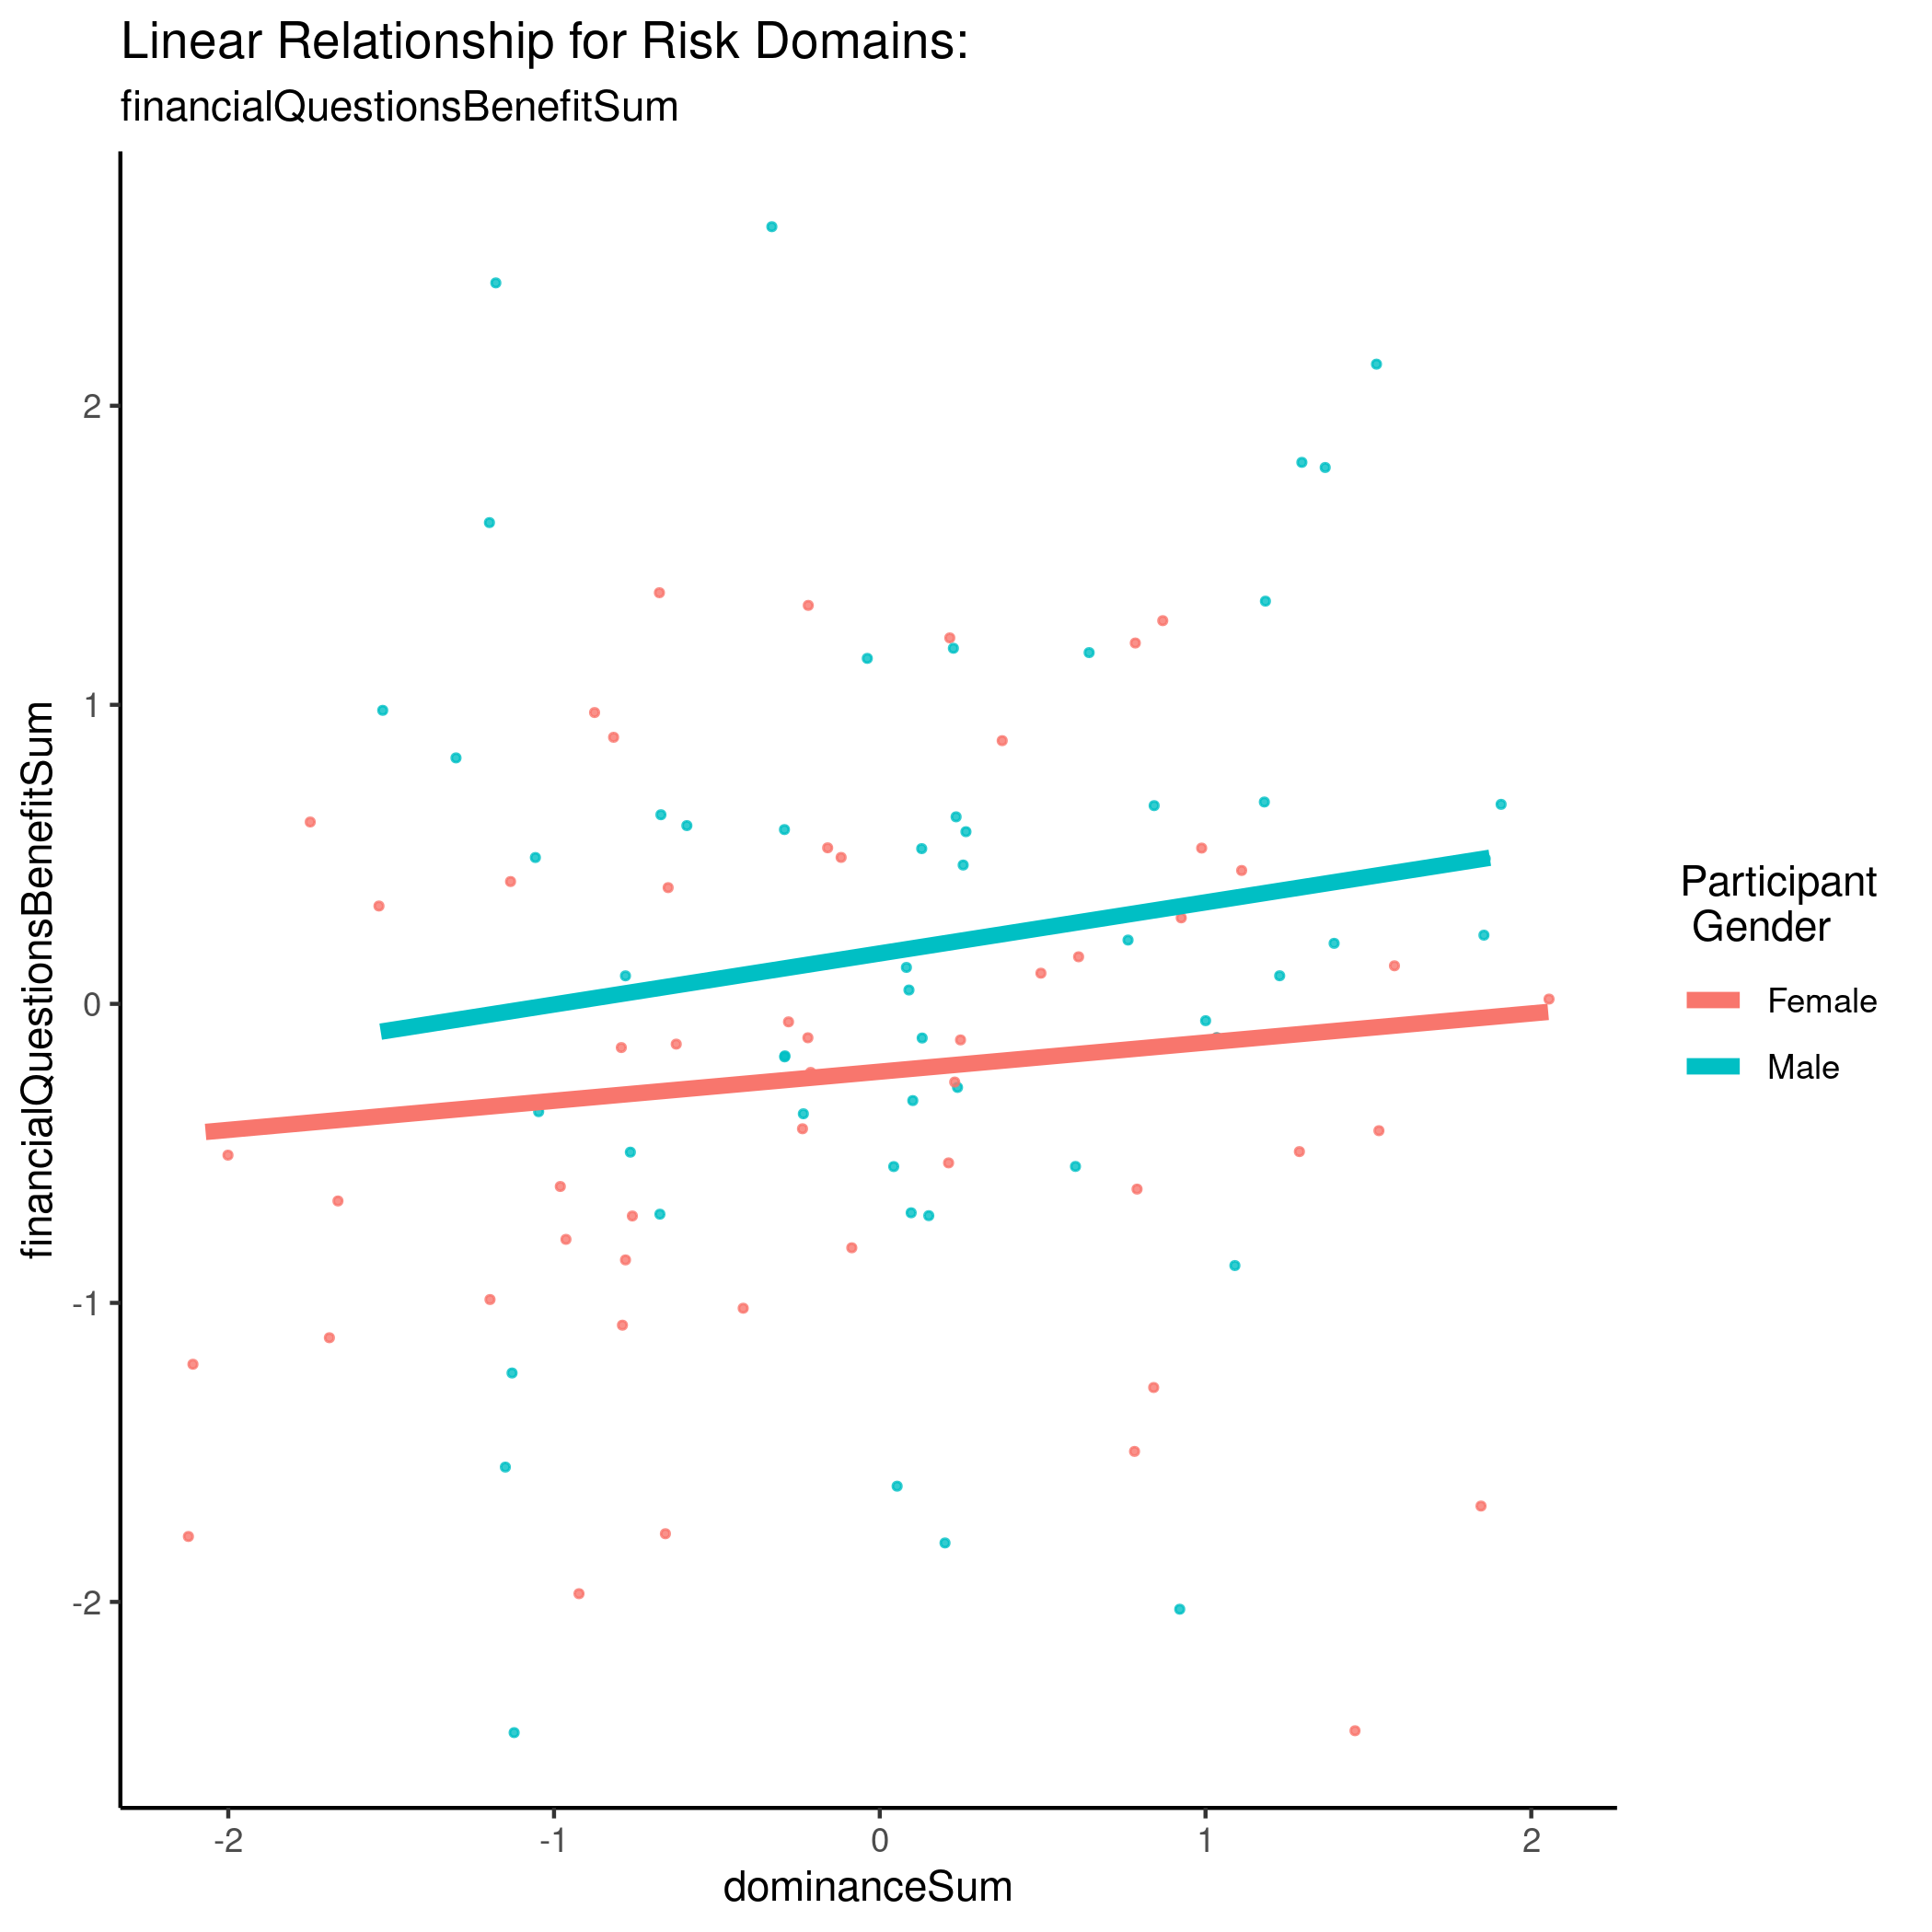 Linear Relationship for Risk Domains:
financialQuestionsBenefitSum
financialQuestionsBenefitSum
2
1
0
-1
-2
-2
-1
0
1
2
dominanceSum
Participant
Gender
Female
Male